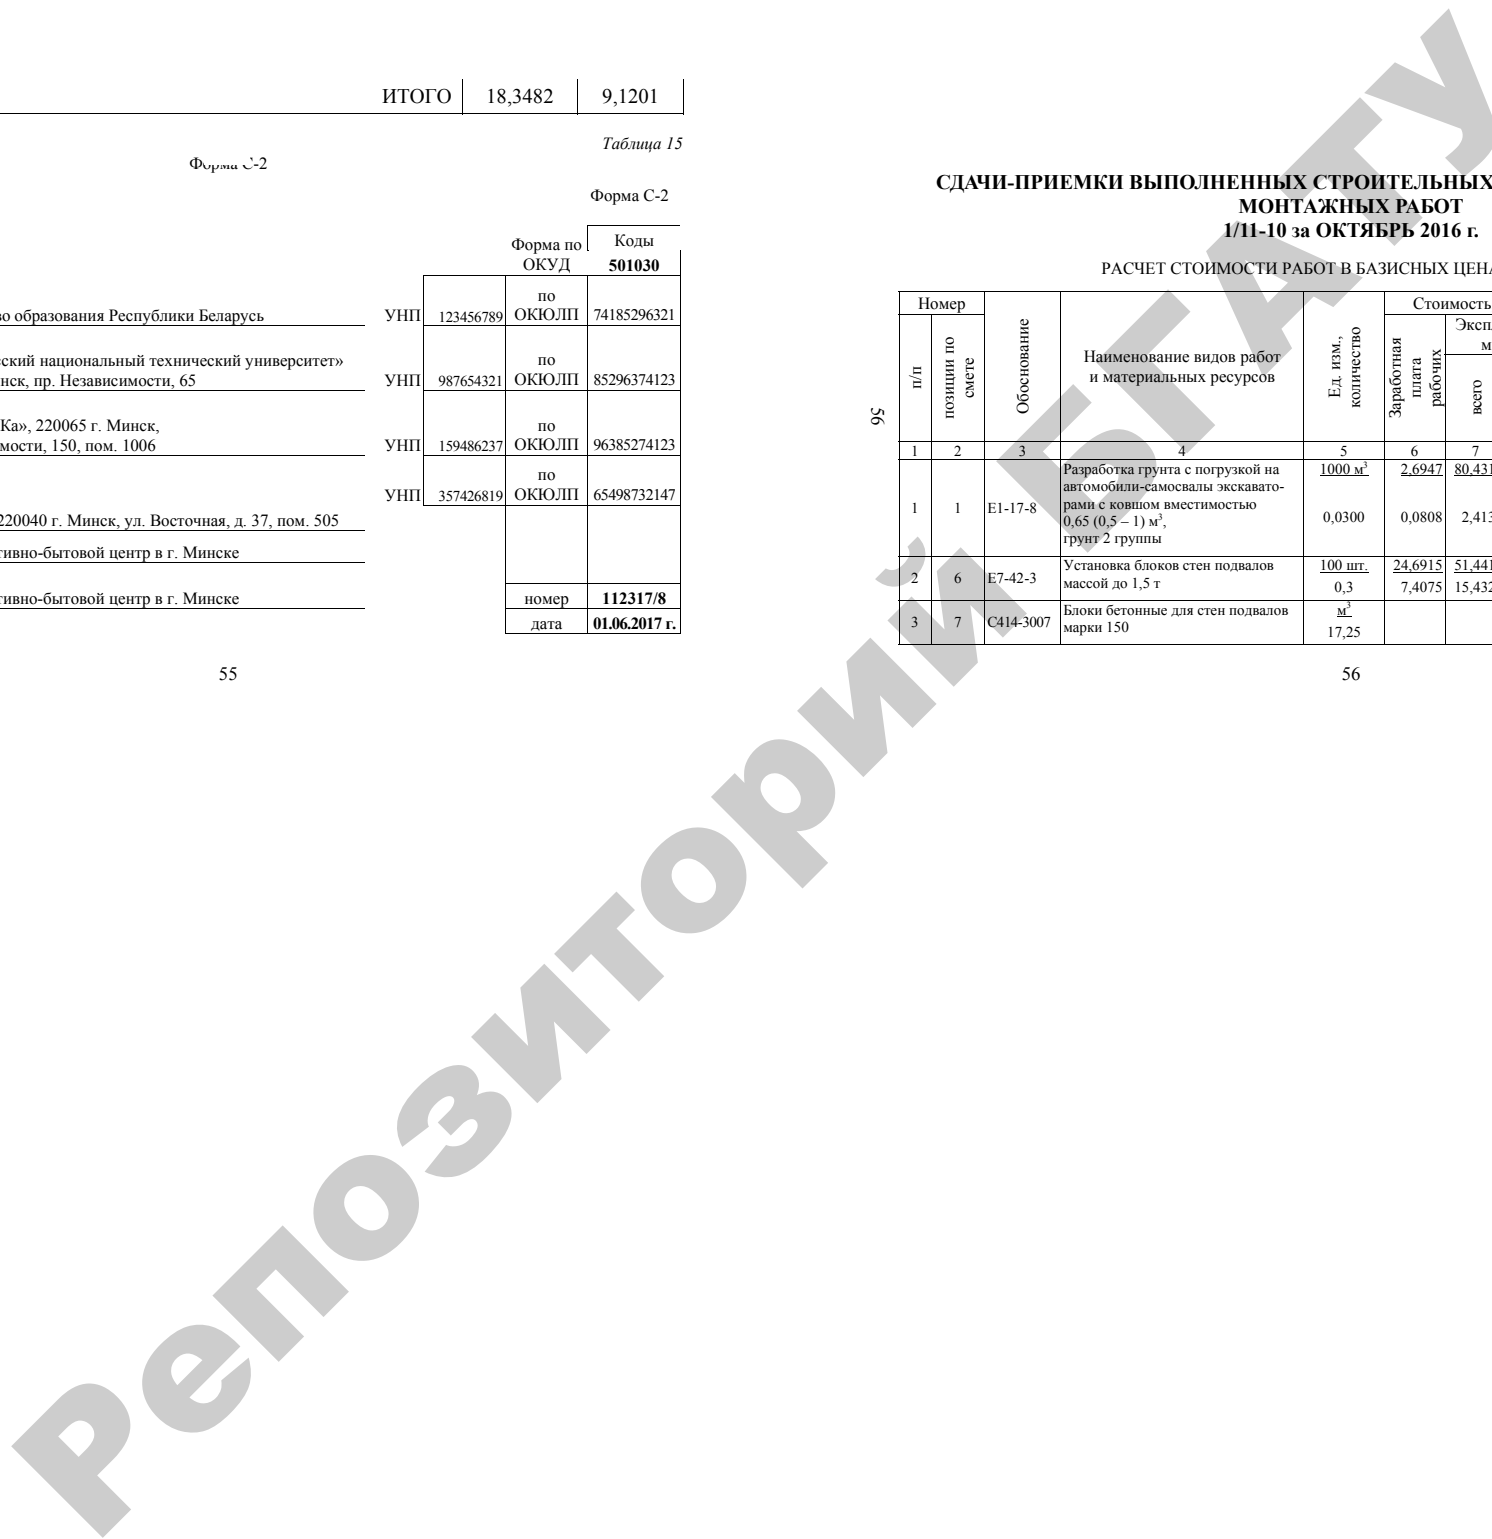 ИТОГО 18,3482 9,1201
Таблица 15
Форма С-2
Форма С-2
Форма по ОКУД
Коды
501030
во образования Республики Беларусь УНП 123456789 по ОКЮЛП 74185296321
ский национальный технический университет»
нск, пр. Независимости, 65 УНП 987654321 по ОКЮЛП 85296374123
Ка», 220065 г. Минск,
мости, 150, пом. 1006 УНП 159486237 по ОКЮЛП 96385274123
УНП 357426819 по ОКЮЛП 65498732147
220040 г. Минск, ул. Восточная, д. 37, пом. 505
тивно-бытовой центр в г. Минске
тивно-бытовой центр в г. Минске номер 112317/8
дата 01.06.2017 г.
55
СДАЧИ-ПРИЕМКИ ВЫПОЛНЕННЫХ СТРОИТЕЛЬНЫХ
МОНТАЖНЫХ РАБОТ
1/11-10 за ОКТЯБРЬ 2016 г.
РАСЧЕТ СТОИМОСТИ РАБОТ В БАЗИСНЫХ ЦЕНА
56
Номер
п/п
позиции по смете
Обоснование
Наименование видов работ
и материальных ресурсов
Ед. изм., количество
Стоимость
Заработная плата рабочих
Эксп
м
всего
1 2 3 4 5 6 7
1 1 Е1-17-8
Разработка грунта с погрузкой на
автомобили-самосвалы экскавато-
рами с ковшом вместимостью
0,65 (0,5 – 1) м³,
грунт 2 группы
1000 м³ 2,6947 80,431
0,0300 0,0808 2,413
2 6 Е7-42-3
Установка блоков стен подвалов
массой до 1,5 т
100 шт. 24,6915 51,441
0,3 7,4075 15,432
3 7 С414-3007
Блоки бетонные для стен подвалов
марки 150
м³
17,25
56
Репозиторий БГАТУ